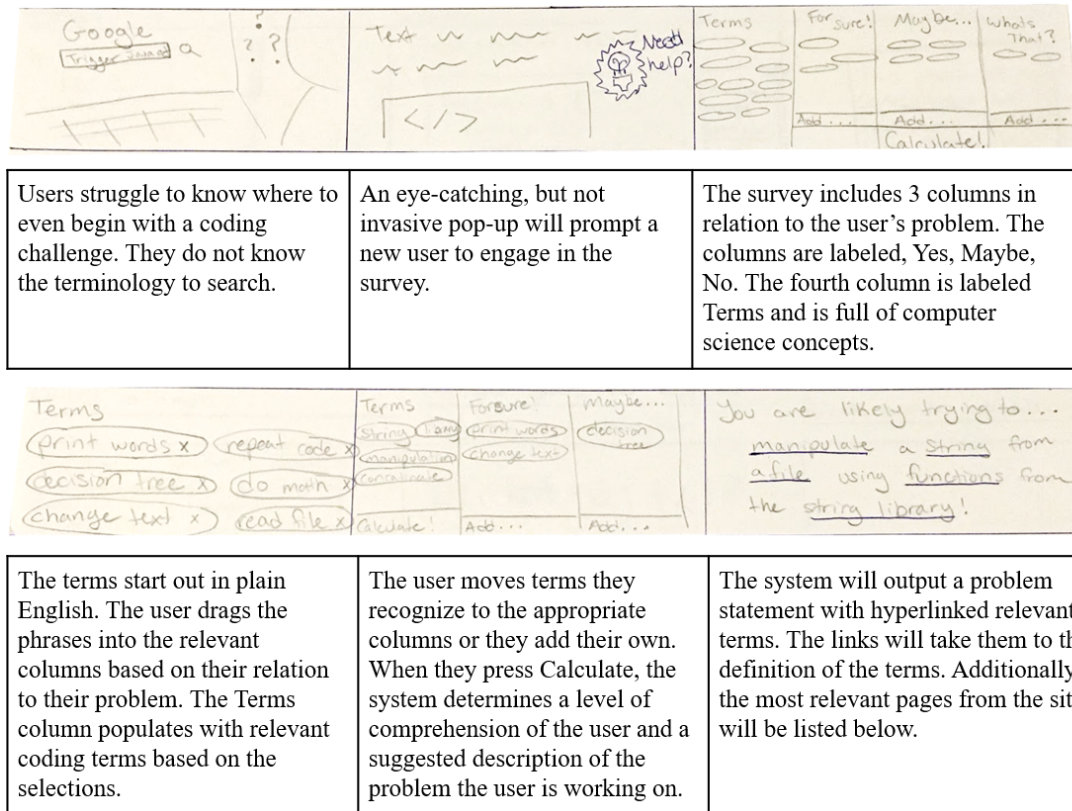 Google
Text
Need
help?
</>
Terms
For sure!
Maybe...
Whats
That?
Add...
Add...
Add...
Calculate!
Users struggle to know where to
even begin with a coding
challenge. They do not know
the terminology to search.
An eye-catching, but not
invasive pop-up will prompt a
new user to engage in the
survey.
The survey includes 3 columns in
relation to the user’s problem. The
columns are labeled, Yes, Maybe,
No. The fourth column is labeled
Terms and is full of computer
science concepts.
Terms
print words x
repeat code x
decision tree x
do math x
change text x
read file x
Terms
string
manipulation
Calculate!
For sure!
print words
change text
Add...
Maybe...
decision
tree
Add...
You are likely trying to...
manipulate a string from
a file using functions from
the string library!
The terms start out in plain
English. The user drags the
phrases into the relevant
columns based on their relation
to their problem. The Terms
column populates with relevant
coding terms based on the
selections.
The user moves terms they
recognize to the appropriate
columns or they add their own.
When they press Calculate, the
system determines a level of
comprehension of the user and a
suggested description of the
problem the user is working on.
The system will output a problem
statement with hyperlinked relevant
terms. The links will take them to th
definition of the terms. Additionally
the most relevant pages from the sit
will be listed below.